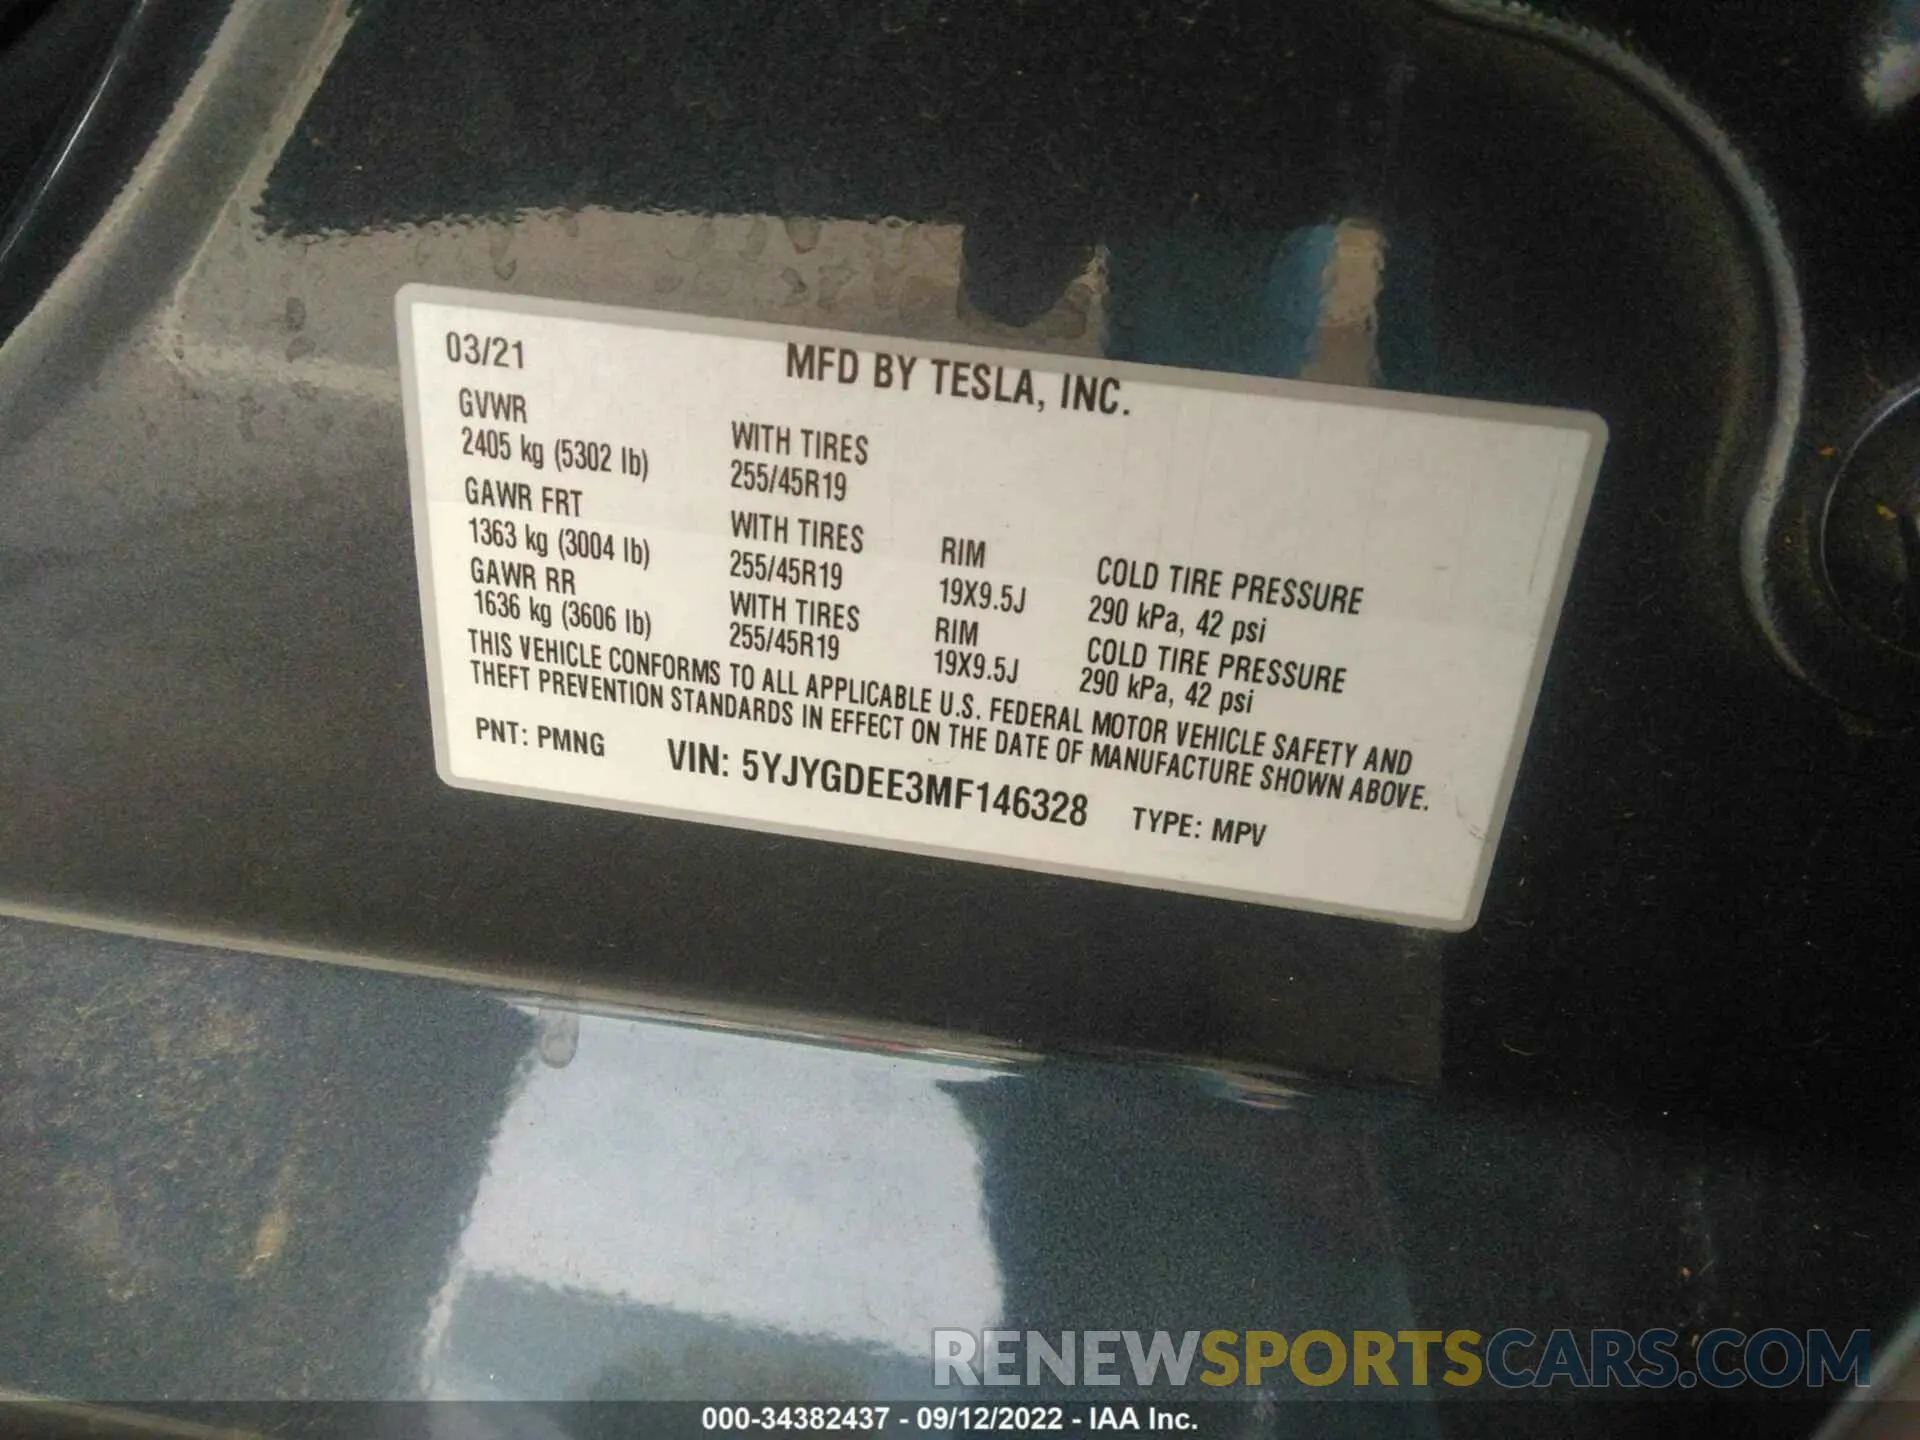 03/21
MFD BY TESLA, INC.
GVWR
2405 kg (5302 lb)
WITH TIRES
255/45R19
GAWR FRT
1363 kg (3004 lb)
WITH TIRES
255/45R19
RIM
19X9.5J
COLD TIRE PRESSURE
290 kPa, 42 psi
GAWR RR
1636 kg (3606 lb)
WITH TIRES
255/45R19
RIM
19X9.5J
COLD TIRE PRESSURE
290 kPa, 42 psi
THIS VEHICLE CONFORMS TO ALL APPLICABLE U.S. FEDERAL MOTOR VEHICLE SAFETY AND
THEFT PREVENTION STANDARDS IN EFFECT ON THE DATE OF MANUFACTURE SHOWN ABOVE.
PNT: PMNG
VIN: 5YJYGDEE3MF146328
TYPE: MPV
RENEWSPORTSCARS.COM
000-34382437 - 09/12/2022 - IAA Inc.